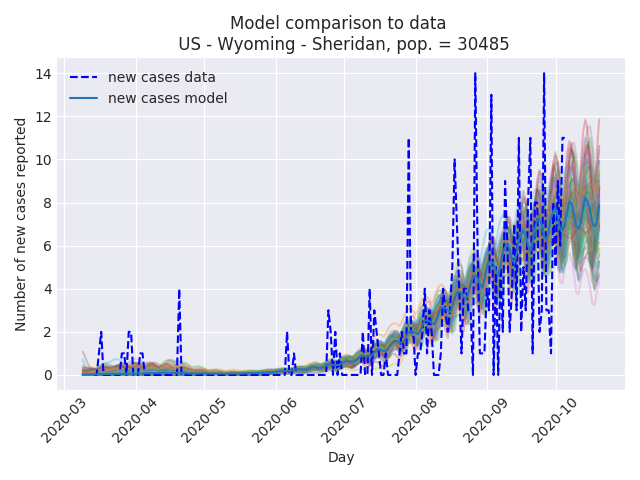 Model comparison to data
US - Wyoming - Sheridan, pop. = 30485
new cases data
new cases model
Number of new cases reported
14
12
10
8
6
4
2
0
2020-03
2020-04
2020-05
2020-06
2020-07
2020-08
2020-09
2020-10
Day